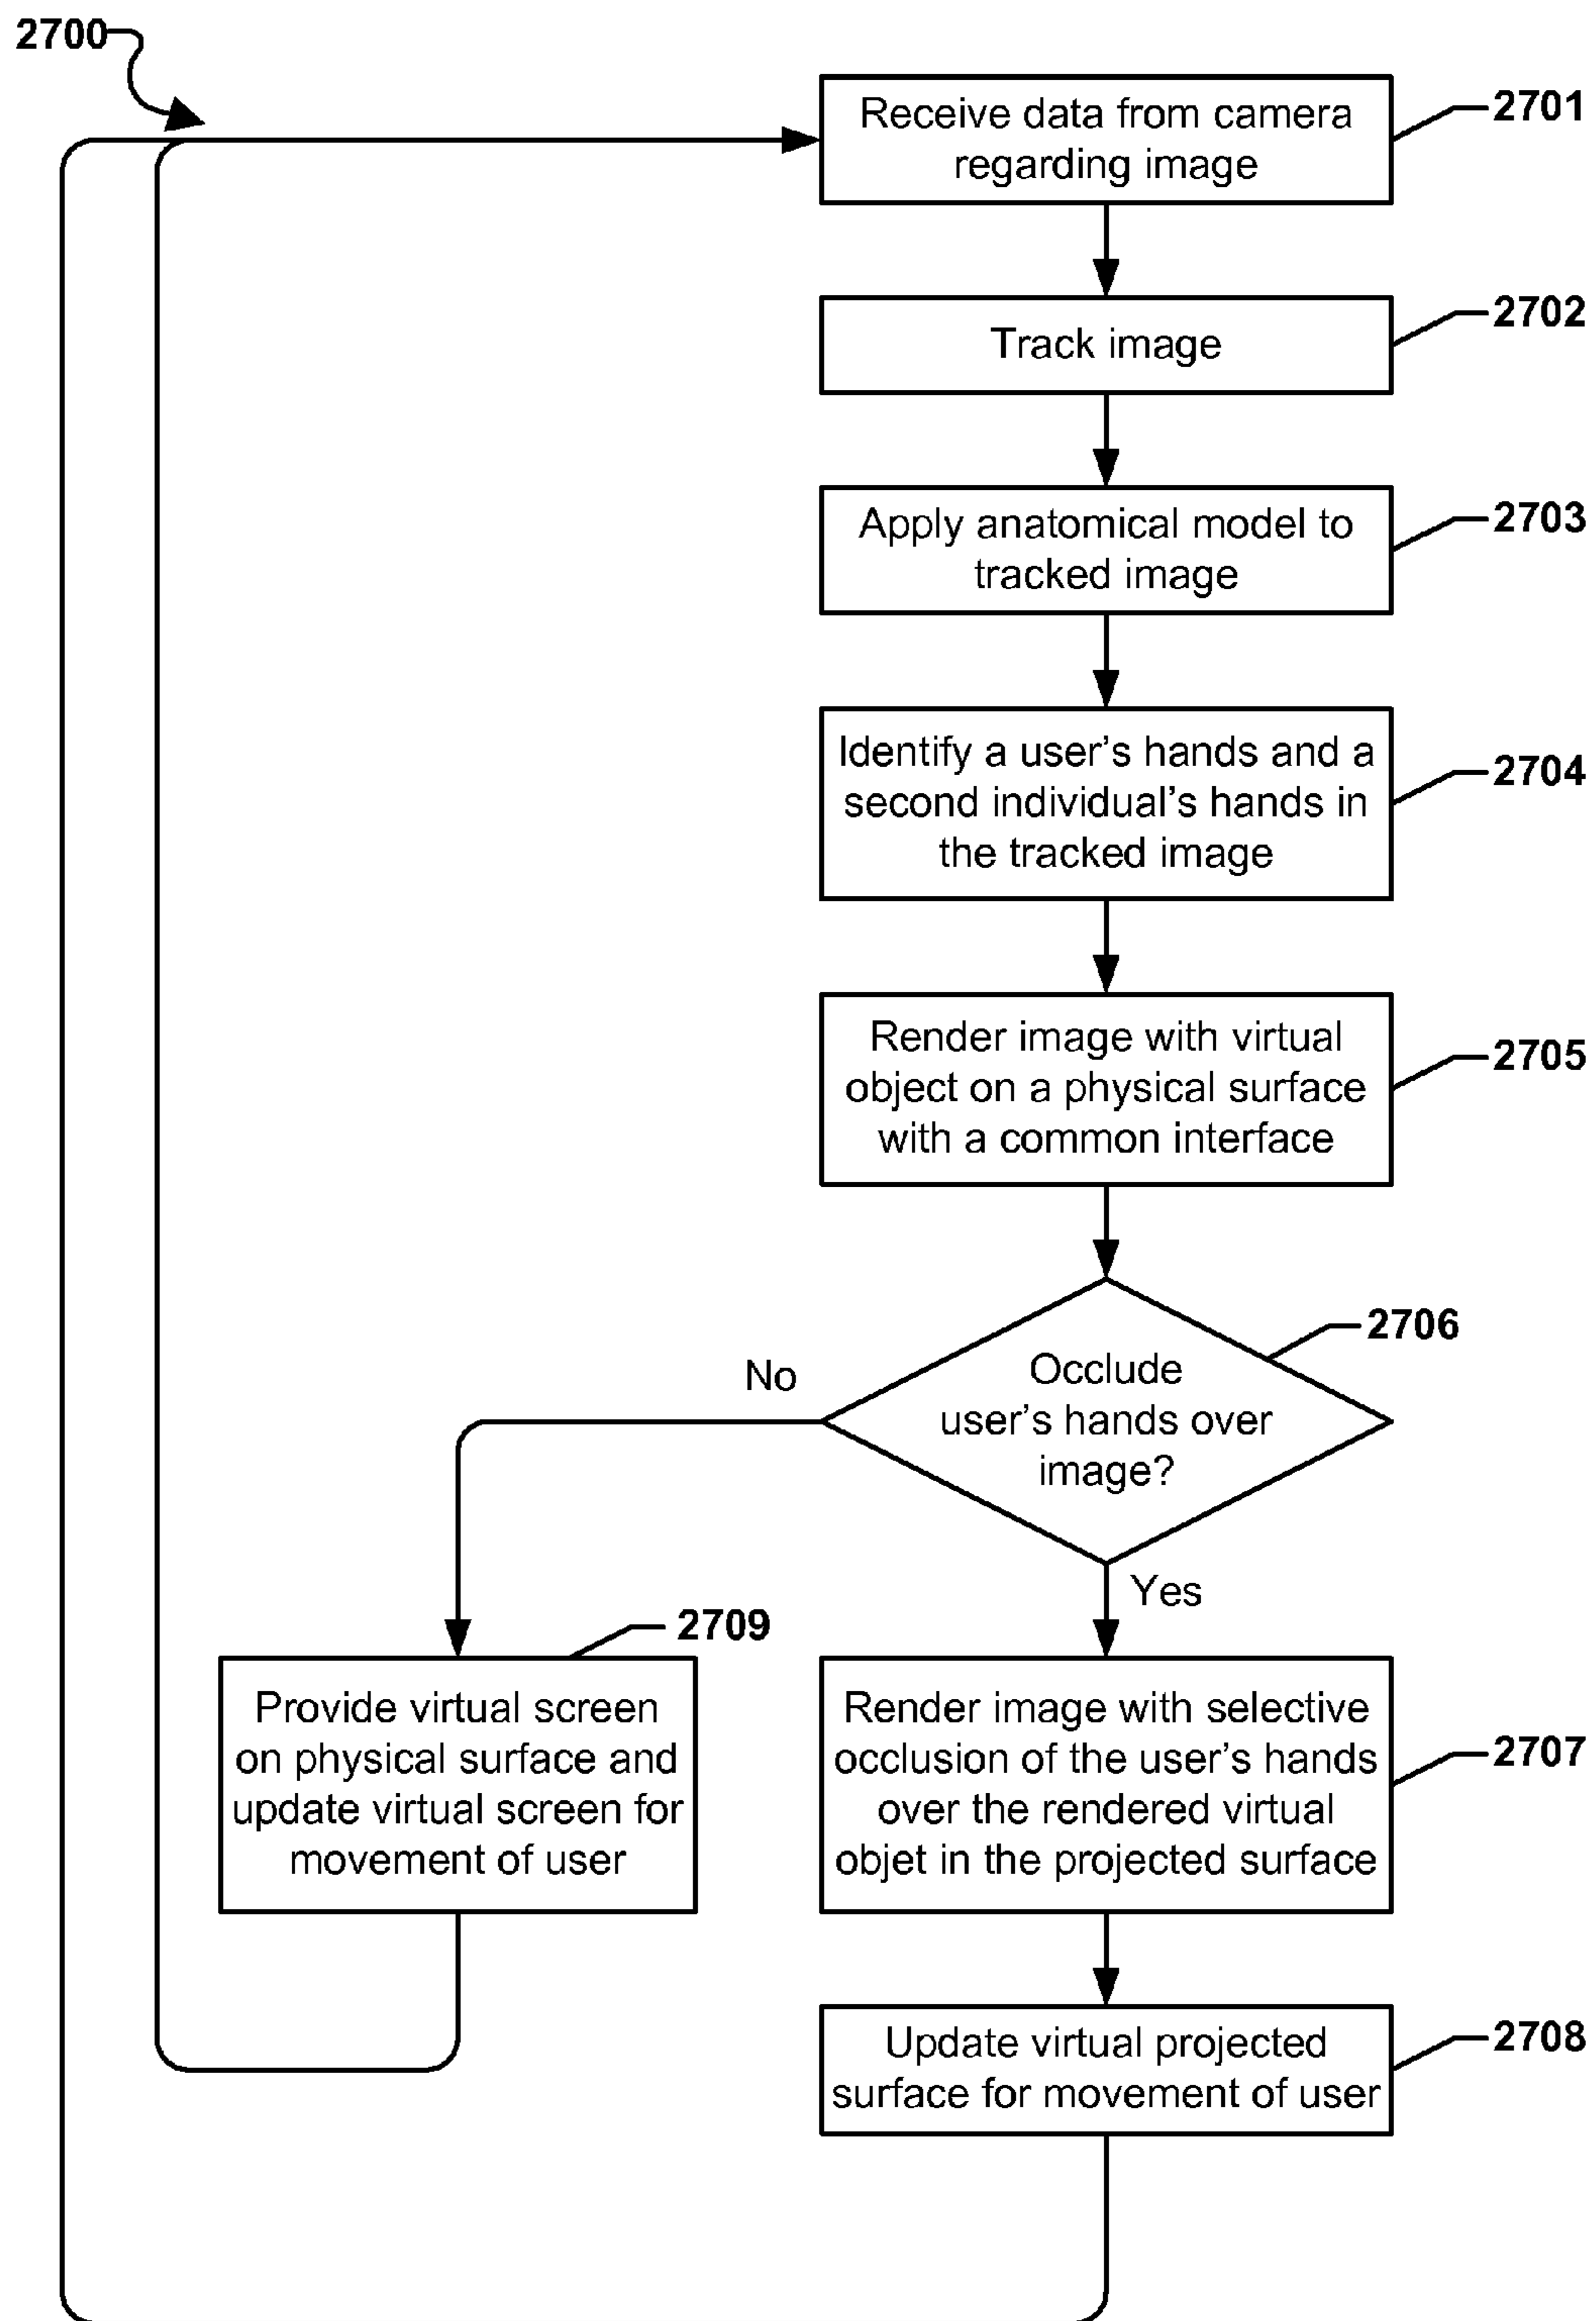 2700
Receive data from camera
regarding image
2701
Track image
2702
Apply anatomical model to
tracked image
2703
Identify a user's hands and a
second individual's hands in
the tracked image
2704
Render image with virtual
object on a physical surface
with a common interface
2705
Occlude
user's hands over
image?
2706
No
Yes
2709
Provide virtual screen
on physical surface and
update virtual screen for
movement of user
Render image with selective
occlusion of the user's hands
over the rendered virtual
objet in the projected surface
2707
Update virtual projected
surface for movement of user
2708